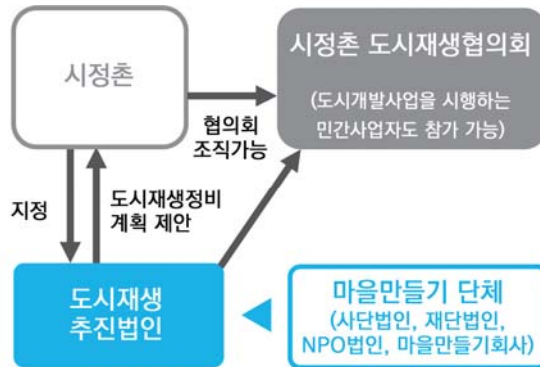 시정촌
시정촌 도시재생협의회
(도시개발사업을 시행하는
민간사업자도 참가 가능)
협의회
조직가능
지정
도시재생정비
계획 제안
도시재생
추진법인
마을만들기 단체
(사단법인, 재단법인,
NPO법인, 마을만들기회사)